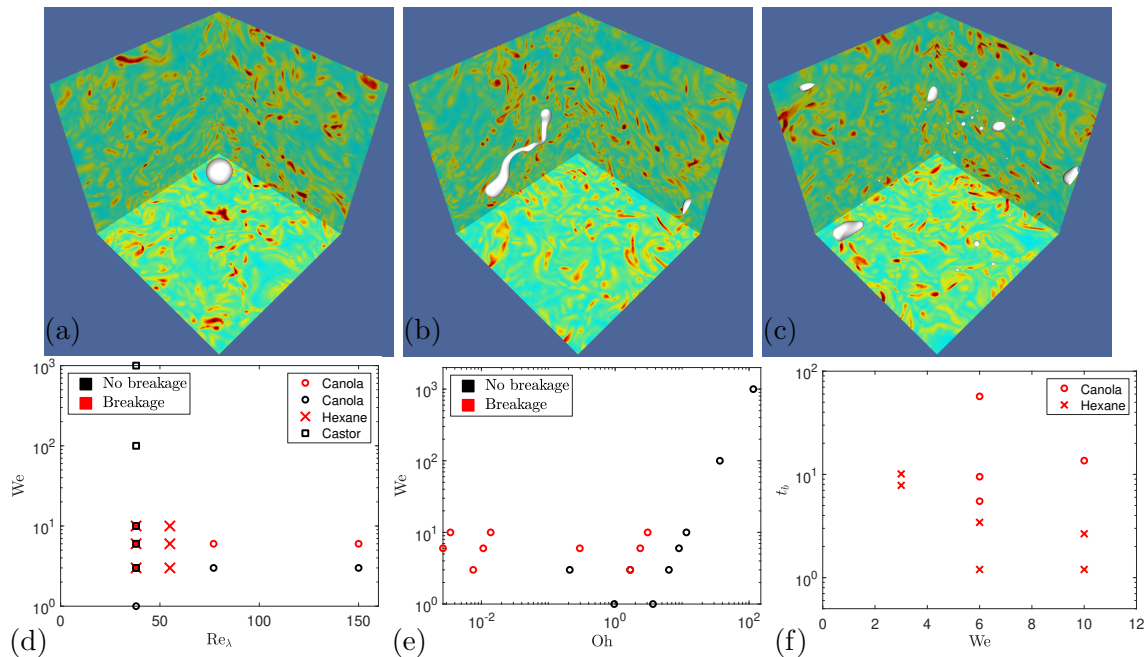 (a)
(b)
(c)
(d)
We
10^3
10^2
10^1
10^0
0
50
100
150
Re_λ
No breakage
Breakage
Canola
Canola
Hexane
Castor
(e)
We
10^3
10^2
10^1
10^0
10^-2
10^0
10^2
Oh
No breakage
Breakage
(f)
t_b
10^2
10^1
10^0
0
2
4
6
8
10
12
We
Canola
Hexane